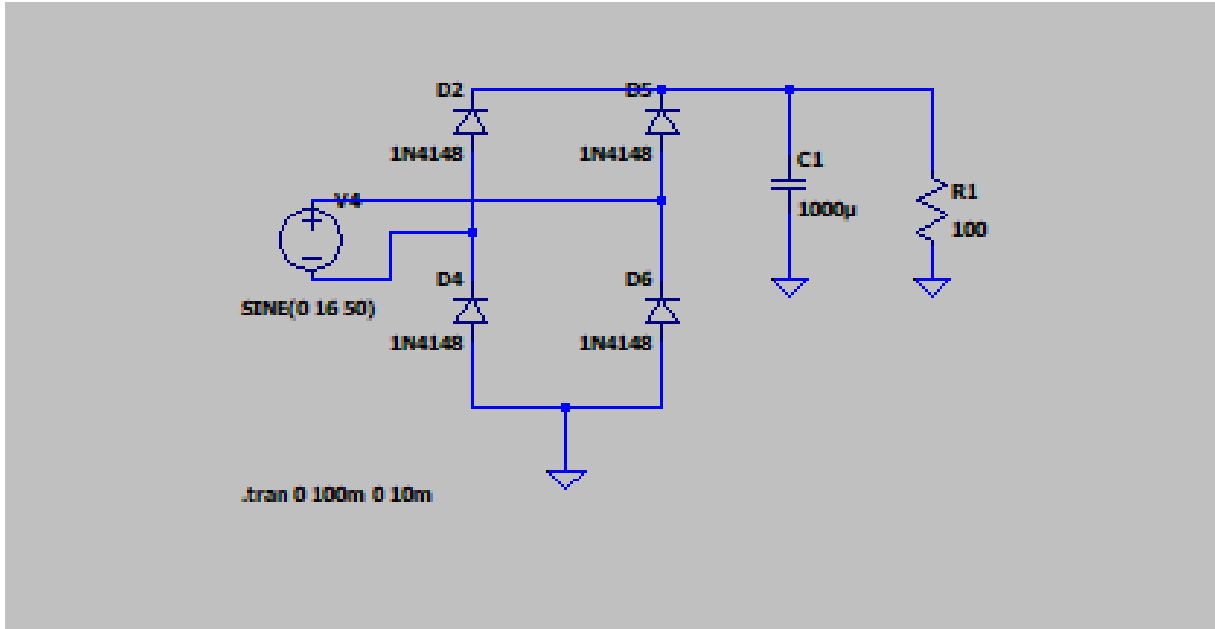 D2
D5
1N4148
1N4148
C1
1000µ
R1
100
V4
SINE(0 16 50)
D4
D6
1N4148
1N4148
.tran 0 100m 0 10m